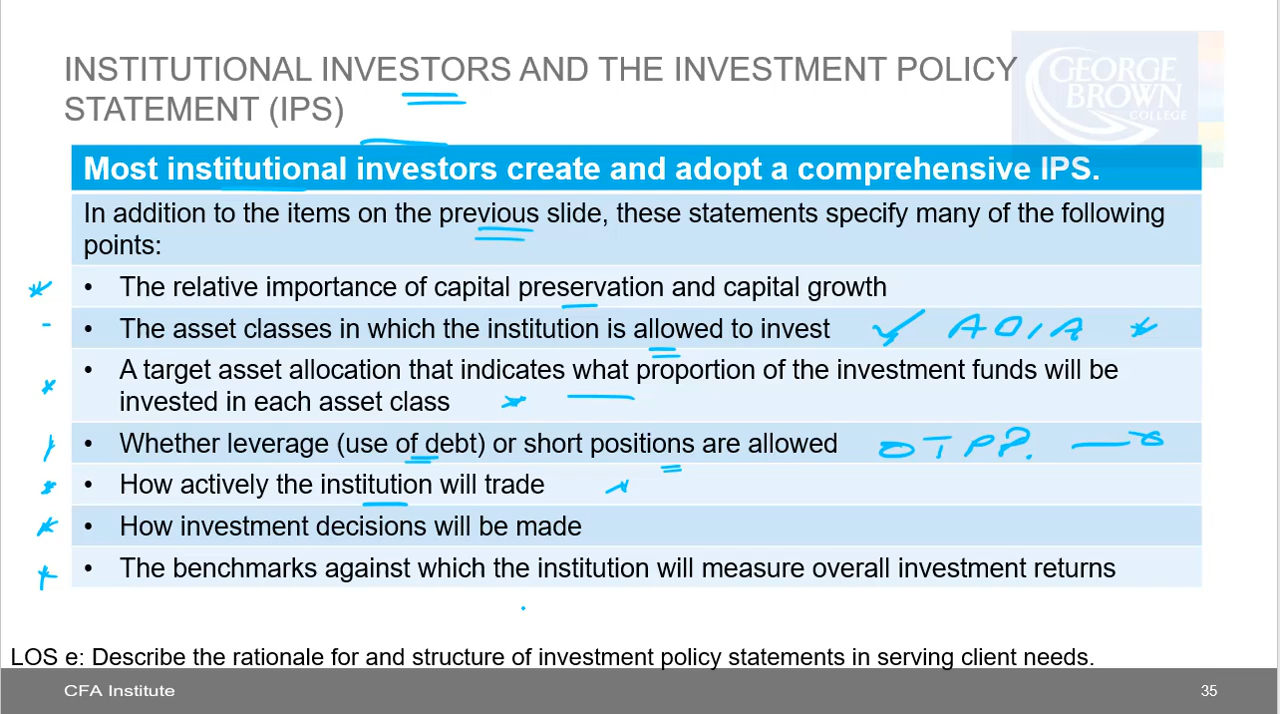 INSTITUTIONAL INVESTORS AND THE INVESTMENT POLICY
STATEMENT (IPS)
GEORGE
BROWN
COLLEGE
Most institutional investors create and adopt a comprehensive IPS.
In addition to the items on the previous slide, these statements specify many of the following
points:
• The relative importance of capital preservation and capital growth
• The asset classes in which the institution is allowed to invest ✓ ADIA *
• A target asset allocation that indicates what proportion of the investment funds will be
invested in each asset class
• Whether leverage (use of debt) or short positions are allowed OTPP.
• How actively the institution will trade
• How investment decisions will be made
• The benchmarks against which the institution will measure overall investment returns
LOS e: Describe the rationale for and structure of investment policy statements in serving client needs.
CFA Institute 35